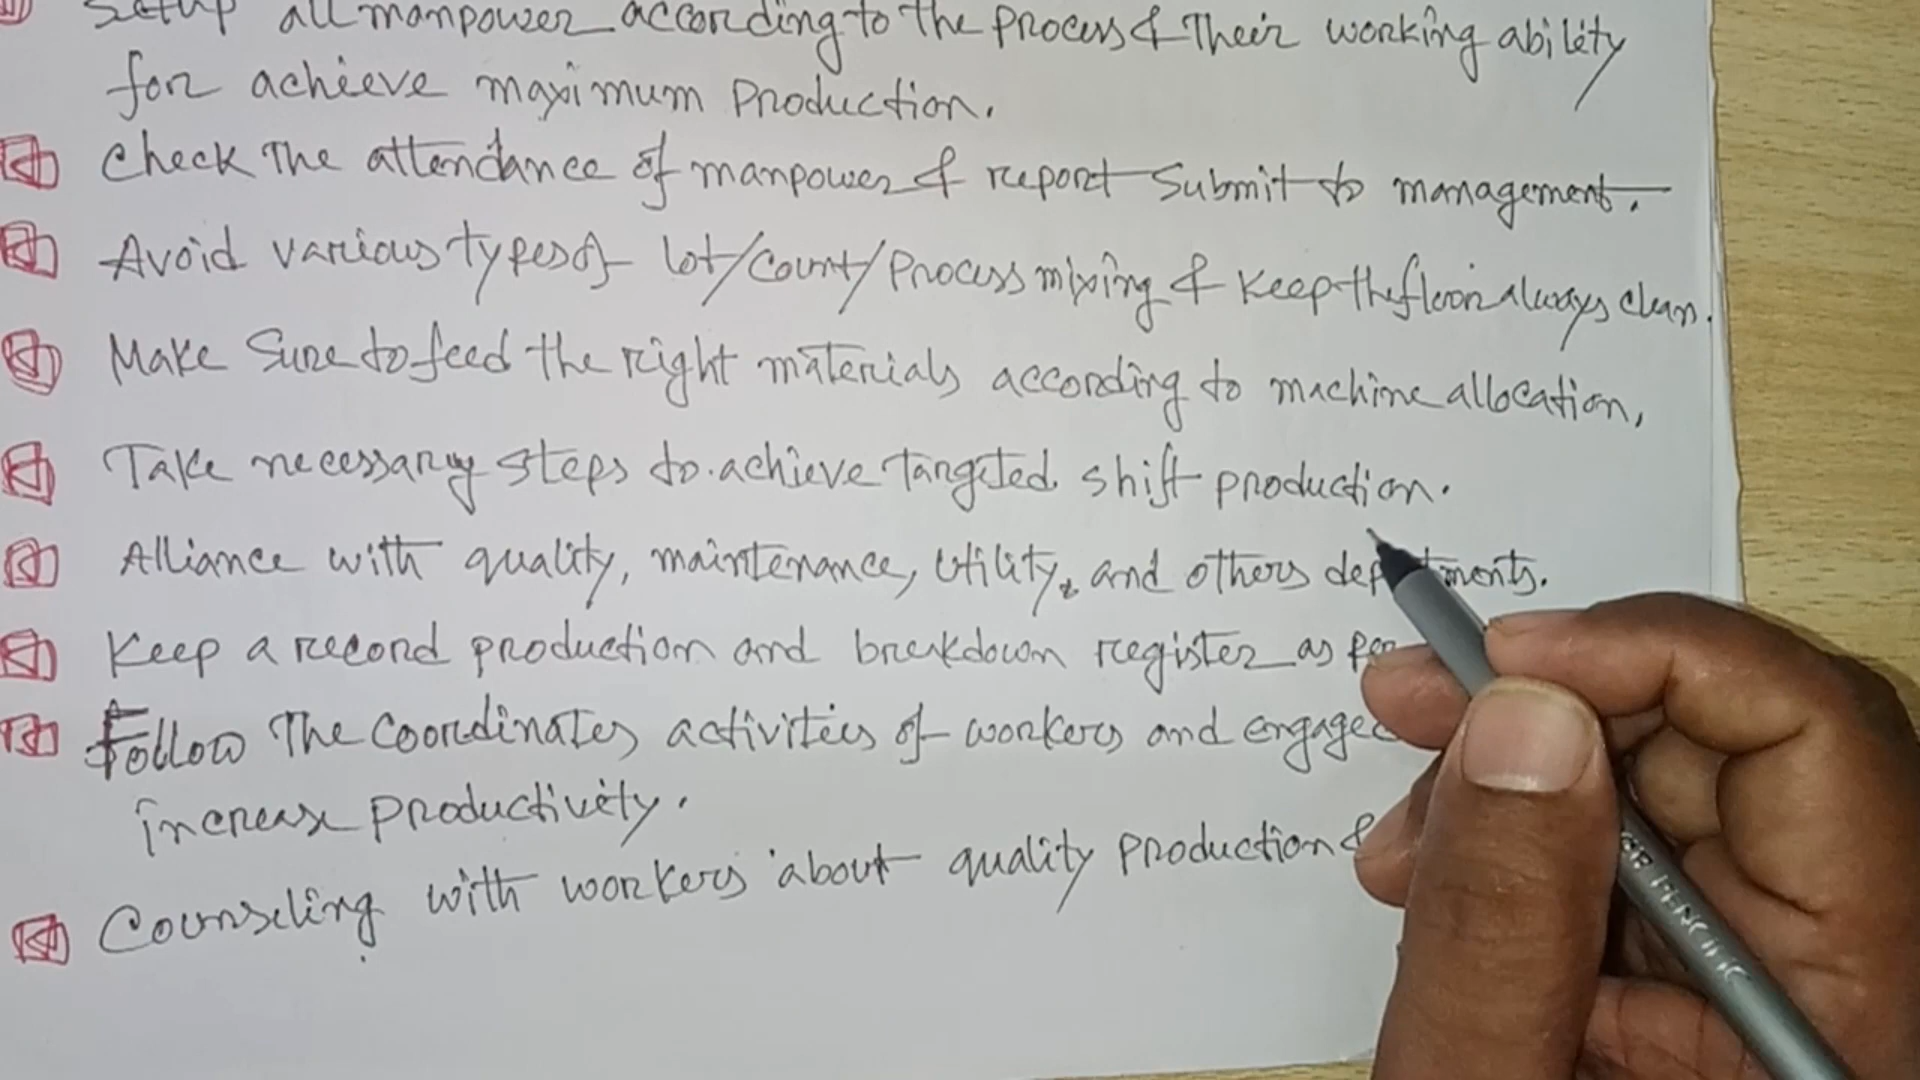 Setup all manpower according to the process & Their working ability
for achieve maximum production.
Check The attendance of manpower & report submit to management.
Avoid various types of lot/count/process mixing & keep the floor always clean.
Make Sure to feed the right materials according to machine allocation,
Take necessary steps to achieve targeted shift production.
Alliance with quality, maintenance, utility, and others departments.
Keep a record production and breakdown register as per
Follow The coordinates activities of workers and engage
increase productivity.
Counseling with workers about quality production &
PENCIL